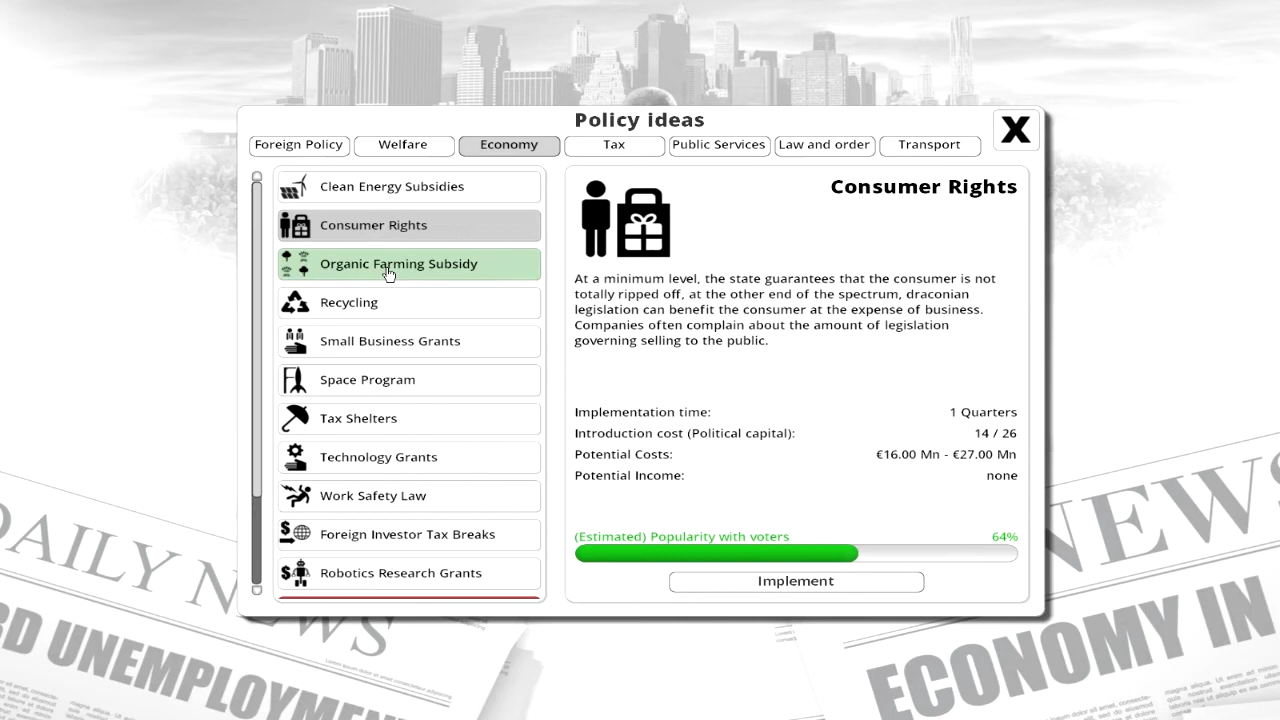 Policy ideas
X
Foreign Policy
Welfare
Economy
Tax
Public Services
Law and order
Transport
Clean Energy Subsidies
Consumer Rights
Organic Farming Subsidy
Recycling
Small Business Grants
Space Program
Tax Shelters
Technology Grants
Work Safety Law
Foreign Investor Tax Breaks
Robotics Research Grants
Consumer Rights
At a minimum level, the state guarantees that the consumer is not
totally ripped off, at the other end of the spectrum, draconian
legislation can benefit the consumer at the expense of business.
Companies often complain about the amount of legislation
governing selling to the public.
Implementation time: 1 Quarters
Introduction cost (Political capital): 14 / 26
Potential Costs: €16.00 Mn - €27.00 Mn
Potential Income: none
(Estimated) Popularity with voters 64%
Implement
DAILY NEWS
NEWS
ECONOMY IN